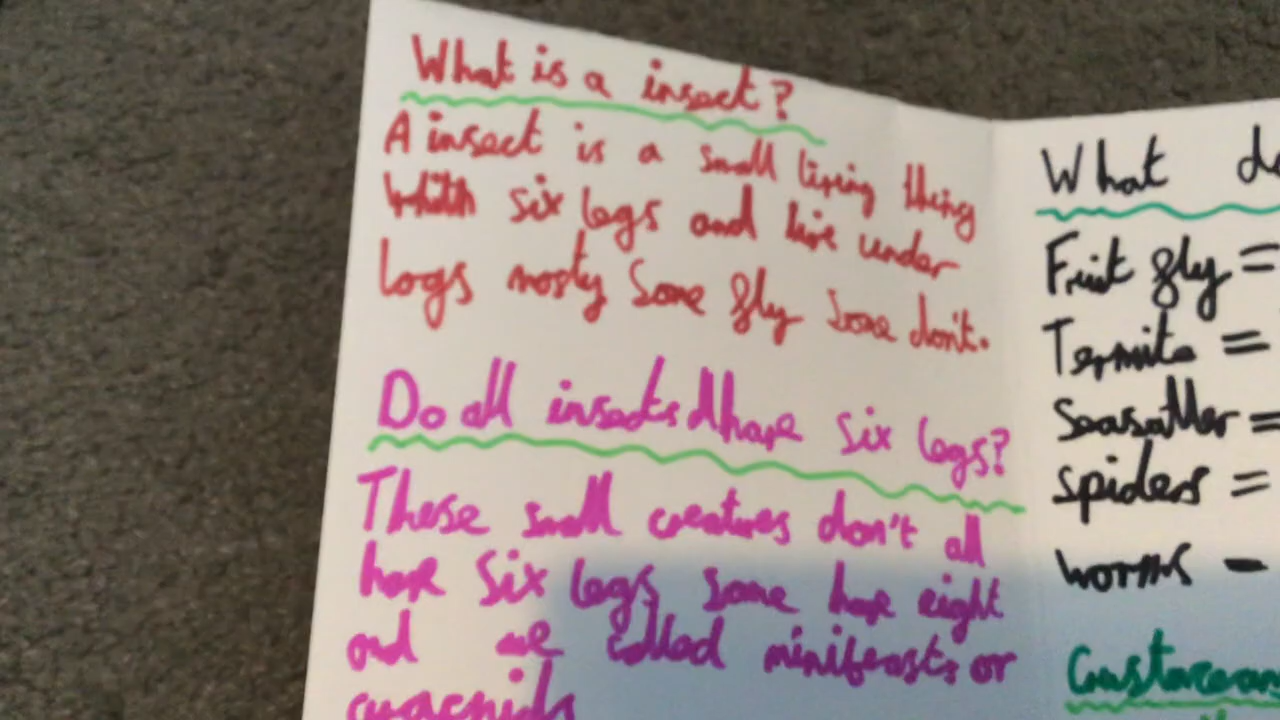 What is a insect?
A insect is a small living thing
with six legs and live under
logs mosty Some fly some don't.
Do all insects have six legs?
These small creatures don't all
have six legs some have eight
and are called minibeasts or
What
Fruit fly =
Termite =
=
spiders =
worms -